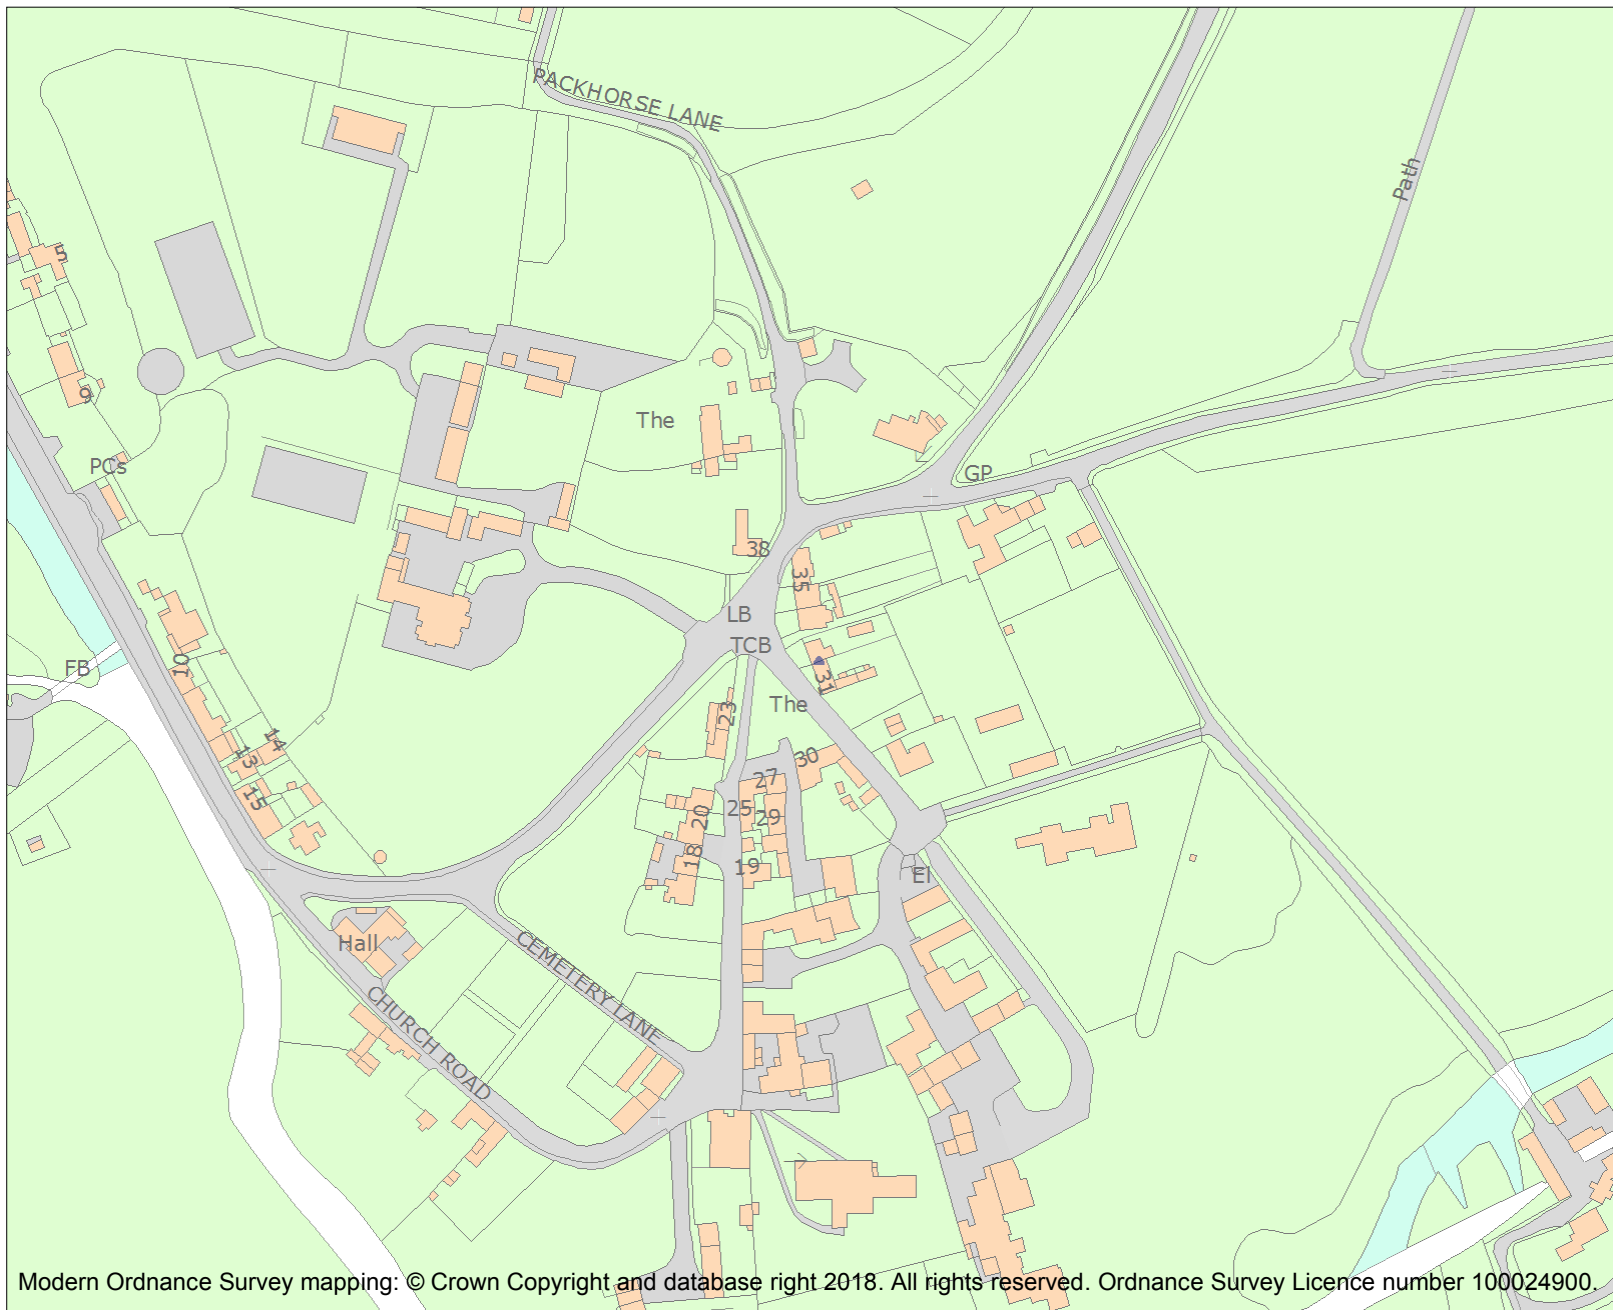 PACKHORSE LANE
Path
5
9
The
PCs
GP
38
35
LB
TCB
FB
10
31
The
23
14
13
30
27
15
25
29
20
18
19
El
Hall
CEMETERY LANE
CHURCH ROAD
Modern Ordnance Survey mapping: © Crown Copyright and database right 2018. All rights reserved. Ordnance Survey Licence number 100024900.